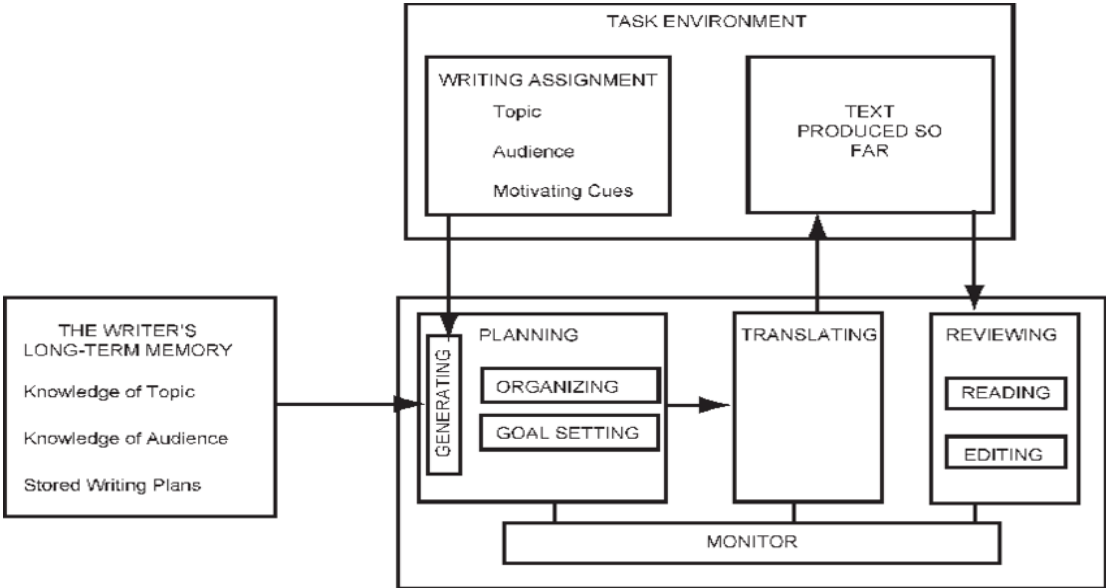 TASK ENVIRONMENT
WRITING ASSIGNMENT
Topic
Audience
Motivating Cues
TEXT
PRODUCED SO
FAR
THE WRITER'S
LONG-TERM MEMORY
Knowledge of Topic
Knowledge of Audience
Stored Writing Plans
PLANNING
GENERATING
ORGANIZING
GOAL SETTING
TRANSLATING
REVIEWING
READING
EDITING
MONITOR